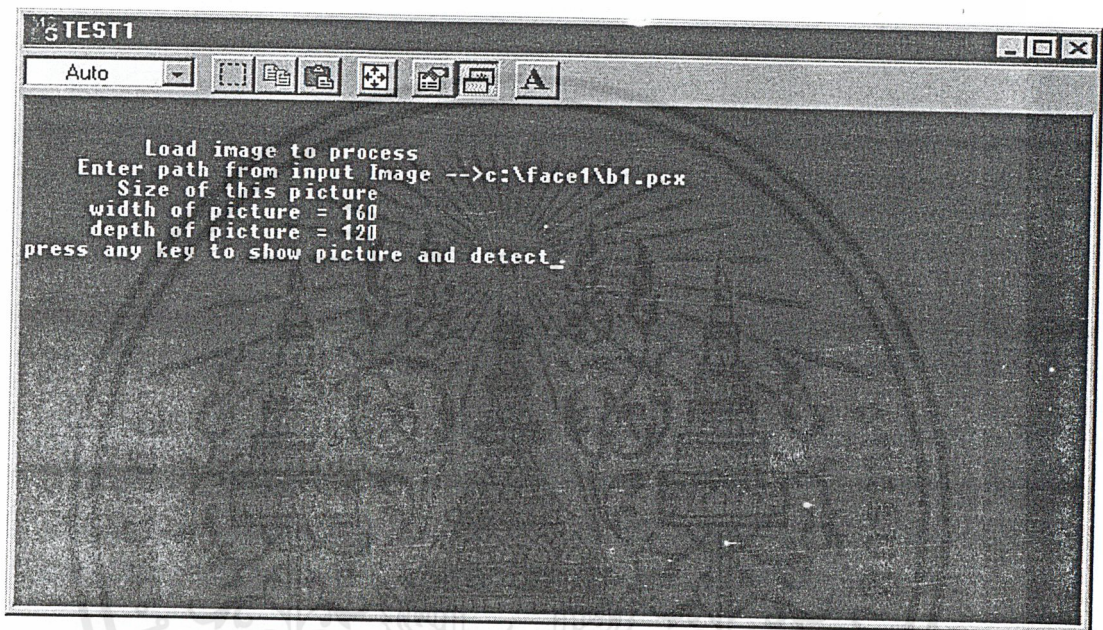 TEST1
Auto
A
Load image to process
Enter path from input Image -->c:\face1\b1.pcx
Size of this picture
width of picture = 160
depth of picture = 120
press any key to show picture and detect_